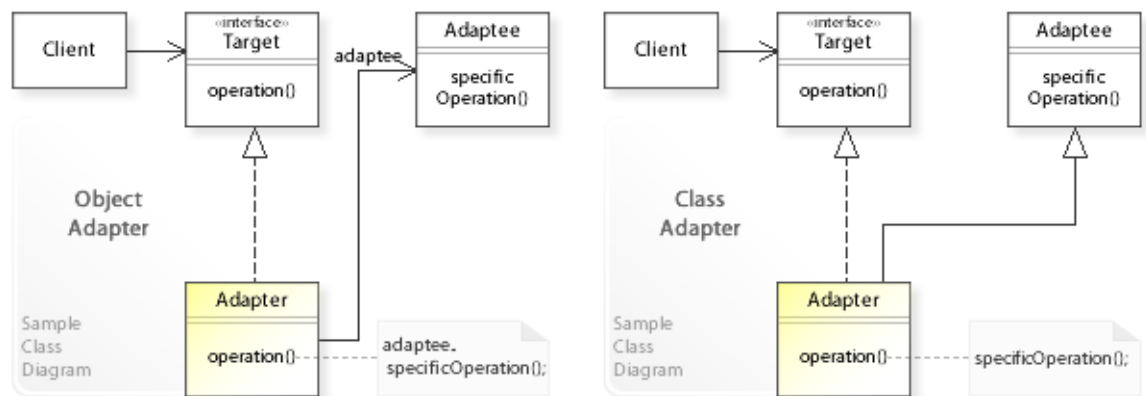 Client
«interface»
Target
operation()
adaptee
Adaptee
specific
Operation()
Object
Adapter
Adapter
operation()
adaptee.
specificOperation();
Sample
Class
Diagram
Client
«interface»
Target
operation()
Adaptee
specific
Operation()
Class
Adapter
Adapter
operation()
specificOperation();
Sample
Class
Diagram